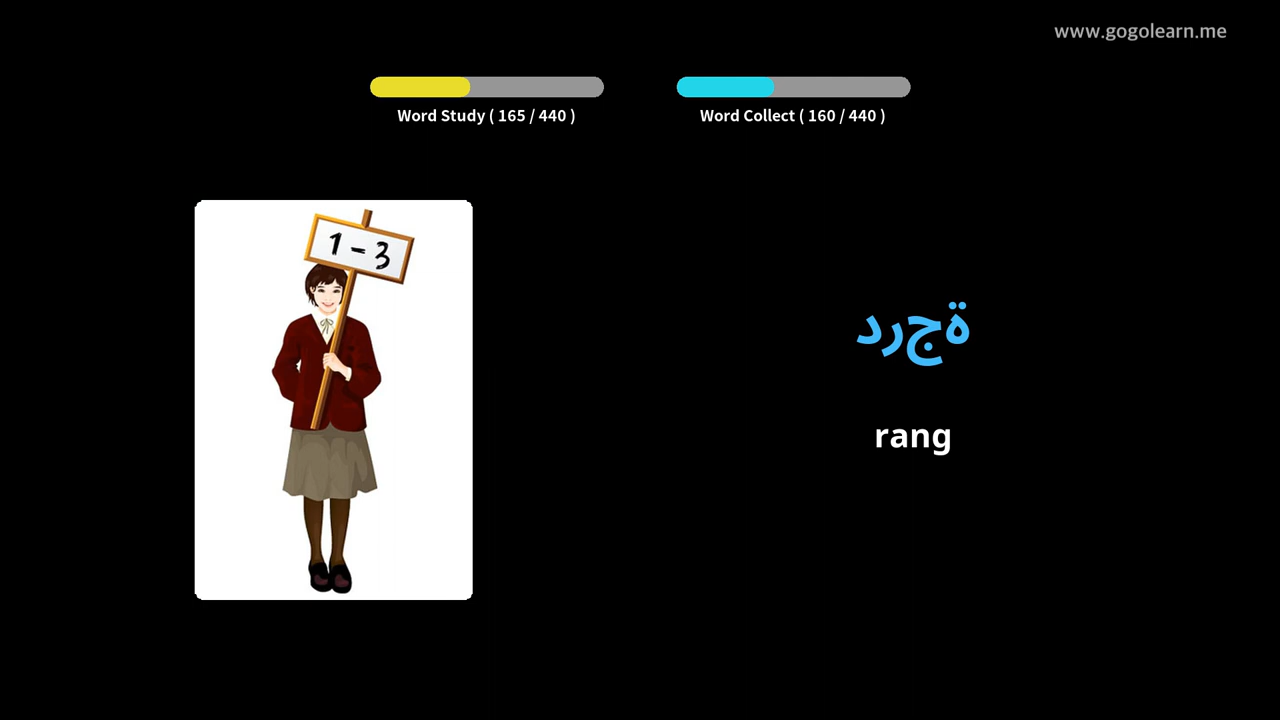 www.gogolearn.me
Word Study ( 165 / 440 )
Word Collect ( 160 / 440 )
1 - 3
ةجرد
rang